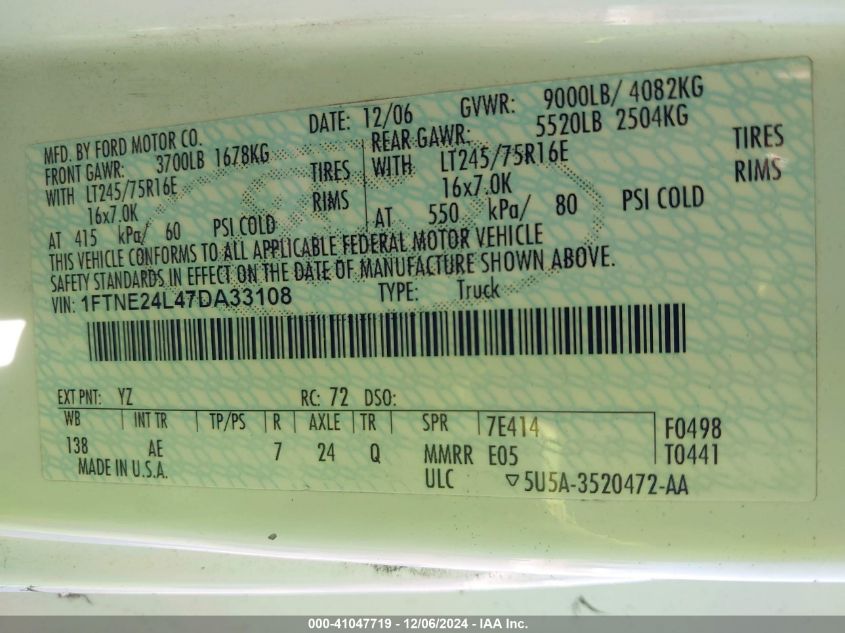 MFD. BY FORD MOTOR CO. DATE: 12/06 GVWR: 9000LB/ 4082KG
FRONT GAWR: 3700LB 1678KG REAR GAWR: 5520LB 2504KG
WITH LT245/75R16E TIRES WITH LT245/75R16E TIRES
16x7.0K RIMS 16x7.0K RIMS
AT 415 kPa/ 60 PSI COLD AT 550 kPa/ 80 PSI COLD
THIS VEHICLE CONFORMS TO ALL APPLICABLE FEDERAL MOTOR VEHICLE
SAFETY STANDARDS IN EFFECT ON THE DATE OF MANUFACTURE SHOWN ABOVE.
VIN: 1FTNE24L47DA33108 TYPE: Truck
EXT PNT: YZ RC: 72 DSO:
WB INT TR TP/PS R AXLE TR SPR 7E414 F0498
138 AE 7 24 Q MMRR E05 T0441
MADE IN U.S.A. ULC ▽5U5A-3520472-AA
000-41047719 - 12/06/2024 - IAA Inc.